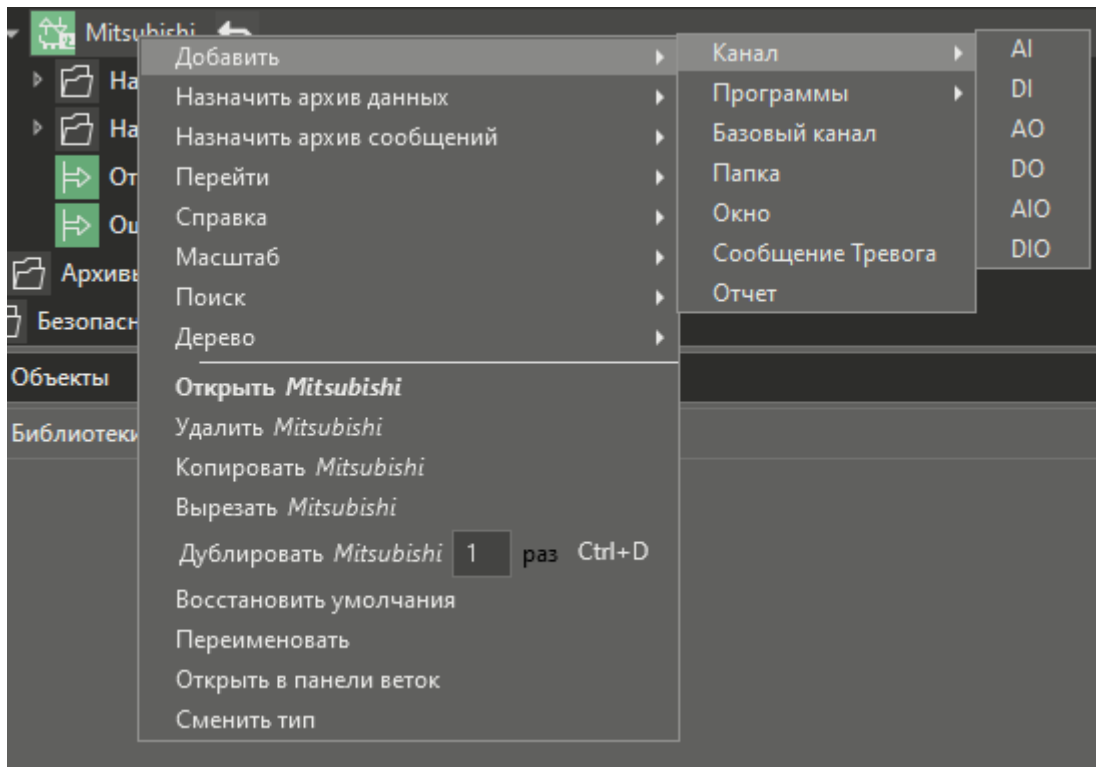 Mitsubishi
Добавить
Назначить архив данных
Назначить архив сообщений
Перейти
Справка
Масштаб
Поиск
Дерево
Открыть Mitsubishi
Удалить Mitsubishi
Копировать Mitsubishi
Вырезать Mitsubishi
Дублировать Mitsubishi 1 раз Ctrl+D
Восстановить умолчания
Переименовать
Открыть в панели веток
Сменить тип
Канал
Программы
Базовый канал
Папка
Окно
Сообщение Тревога
Отчет
AI
DI
AO
DO
AIO
DIO
Объекты
Библиотеки